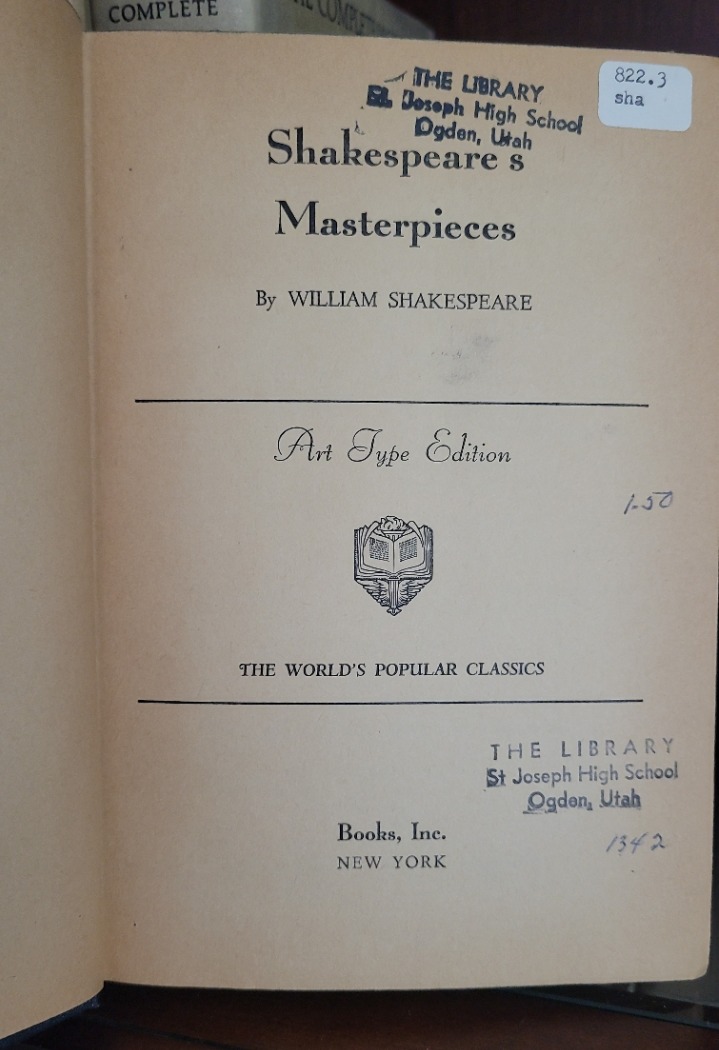 COMPLETE
COMPLETE
THE LIBRARY
St. Joseph High School
Ogden, Utah
822.3
sha
Shakespeare s
Masterpieces
By WILLIAM SHAKESPEARE
Art Type Edition
1.50
THE WORLD'S POPULAR CLASSICS
THE LIBRARY
St Joseph High School
Ogden, Utah
Books, Inc.
NEW YORK
1342